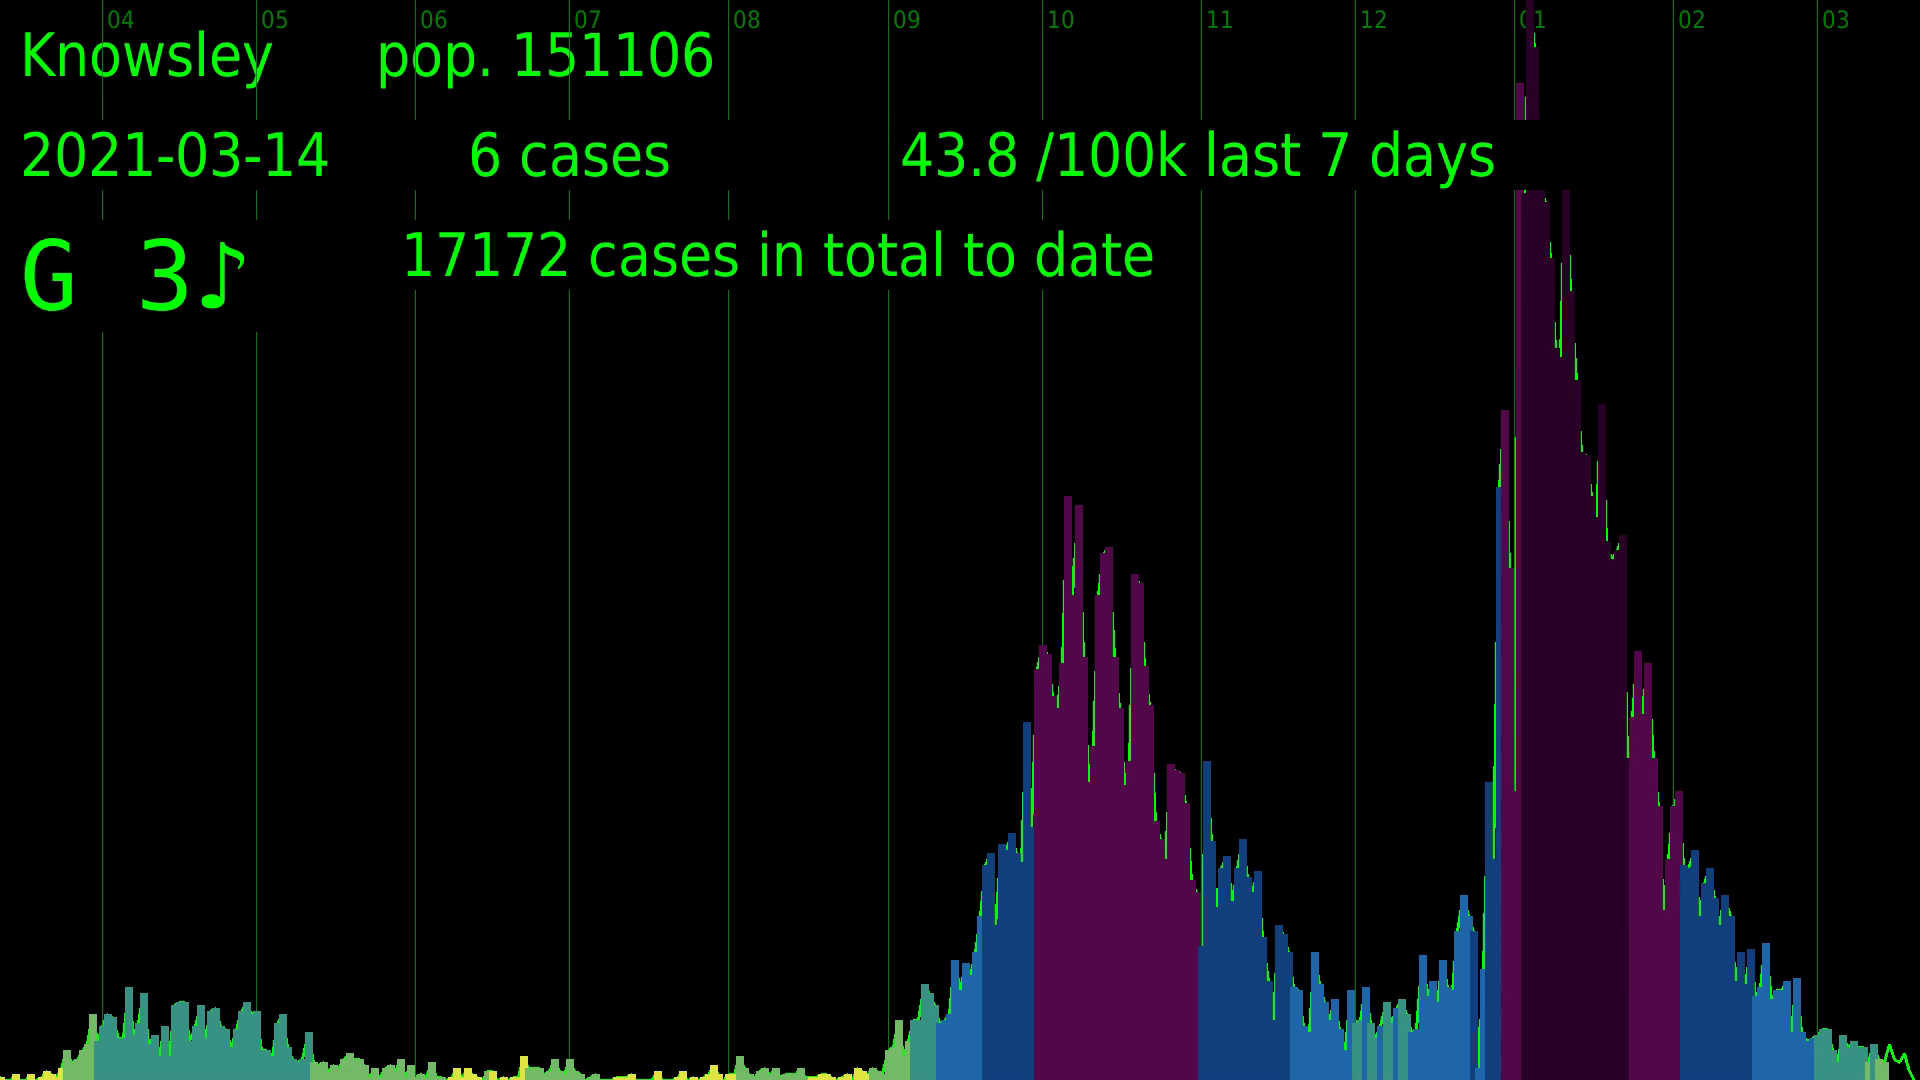 04 05 06 07 08 09 10 11 12 01 02 03
Knowsley pop. 151106
2021-03-14 6 cases 43.8 /100k last 7 days
G 3♪ 17172 cases in total to date